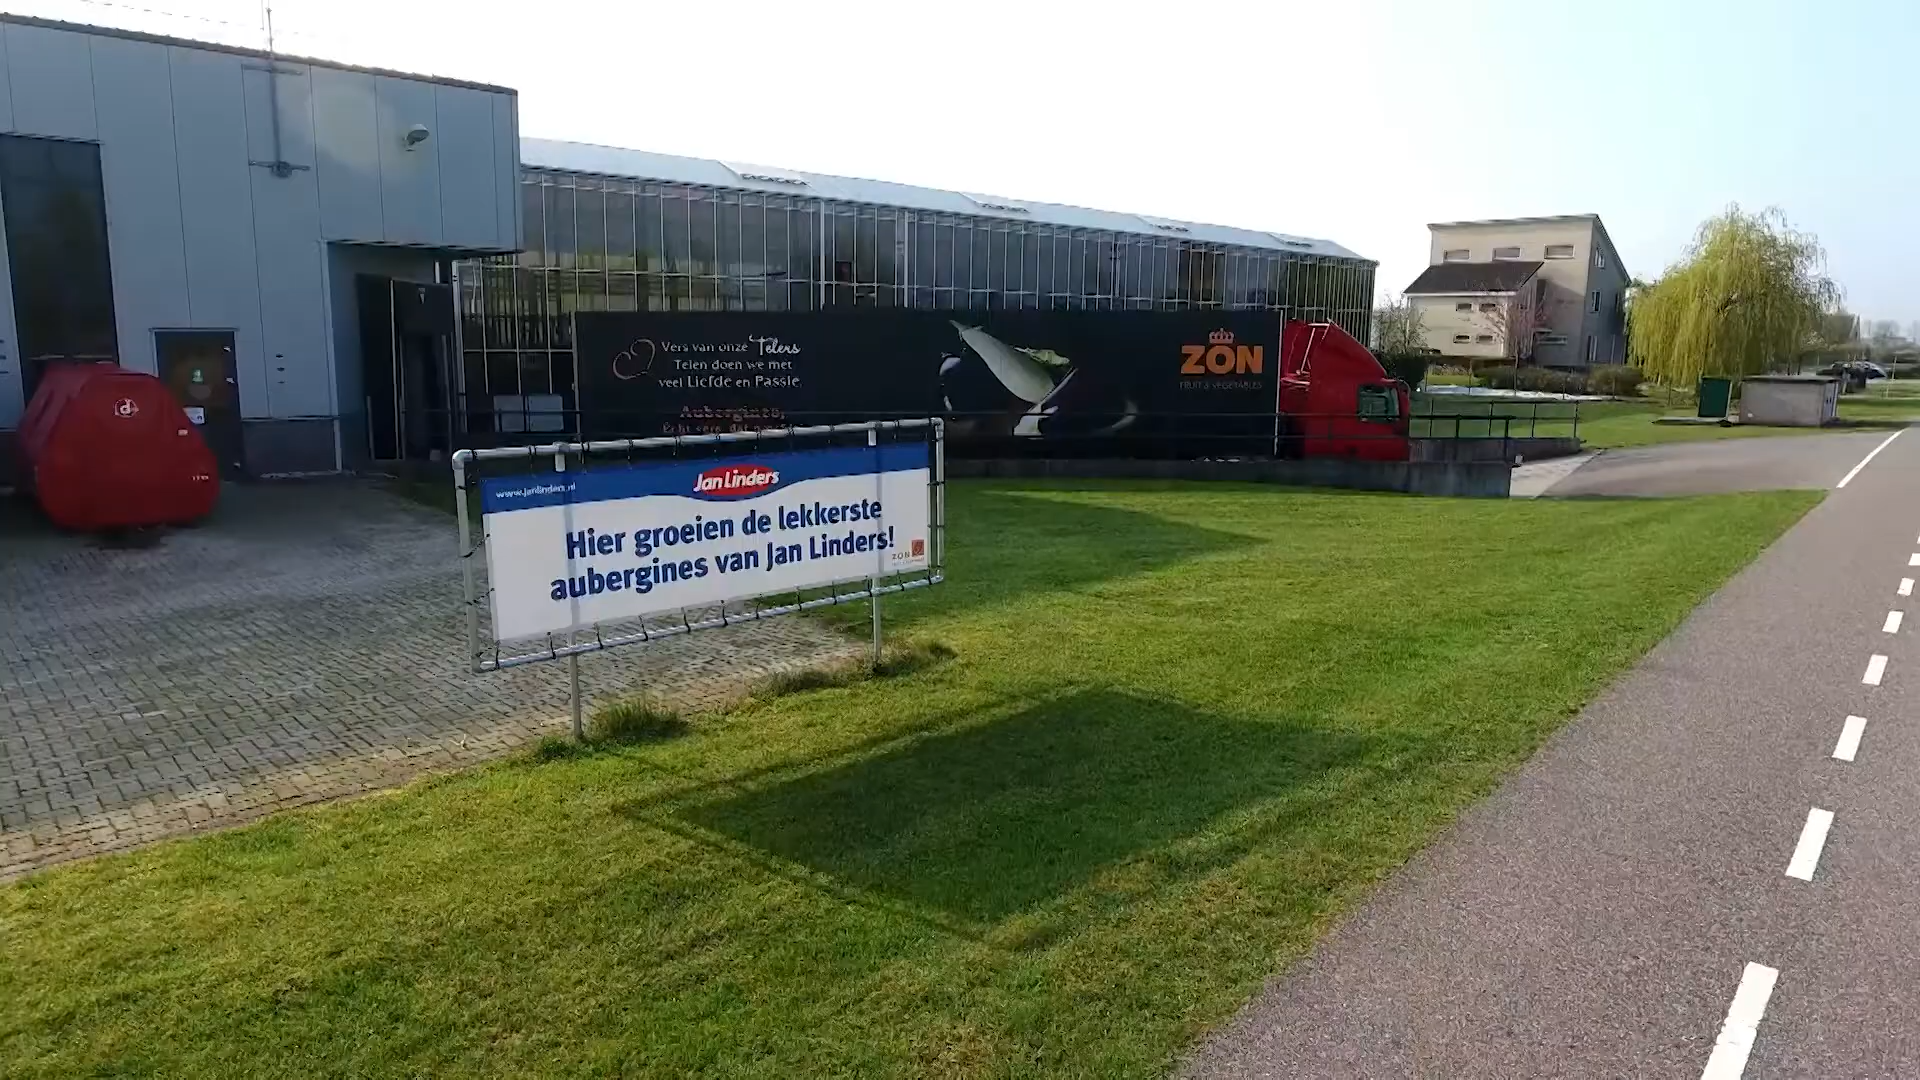 Vers van onze Telers
Telen doen we met
veel Liefde en Passie.
Aubergines,
ZON
FRUIT & VEGETABLES
www.janlinders.nl
Jan Linders
Hier groeien de lekkerste
aubergines van Jan Linders!
ZON